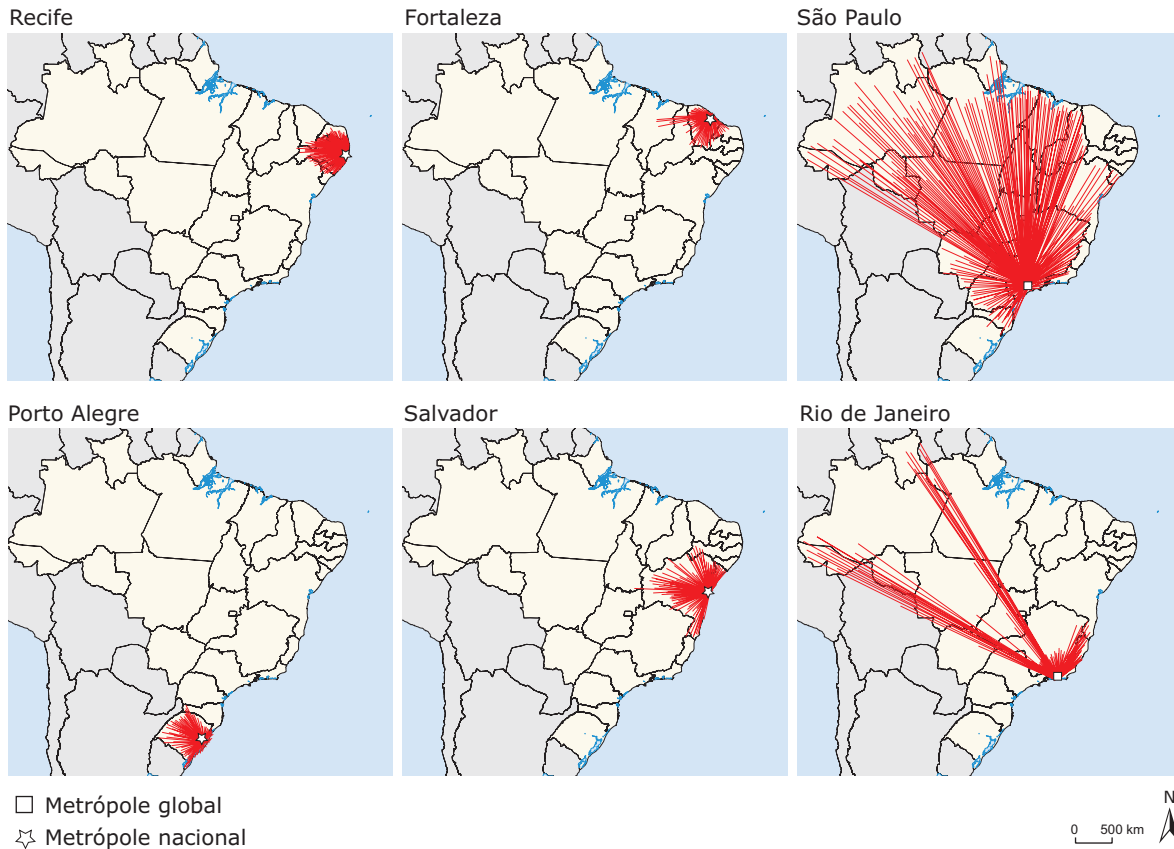 Recife
Fortaleza
São Paulo
Porto Alegre
Salvador
Rio de Janeiro
Metrópole global
Metrópole nacional
0 500 km
N